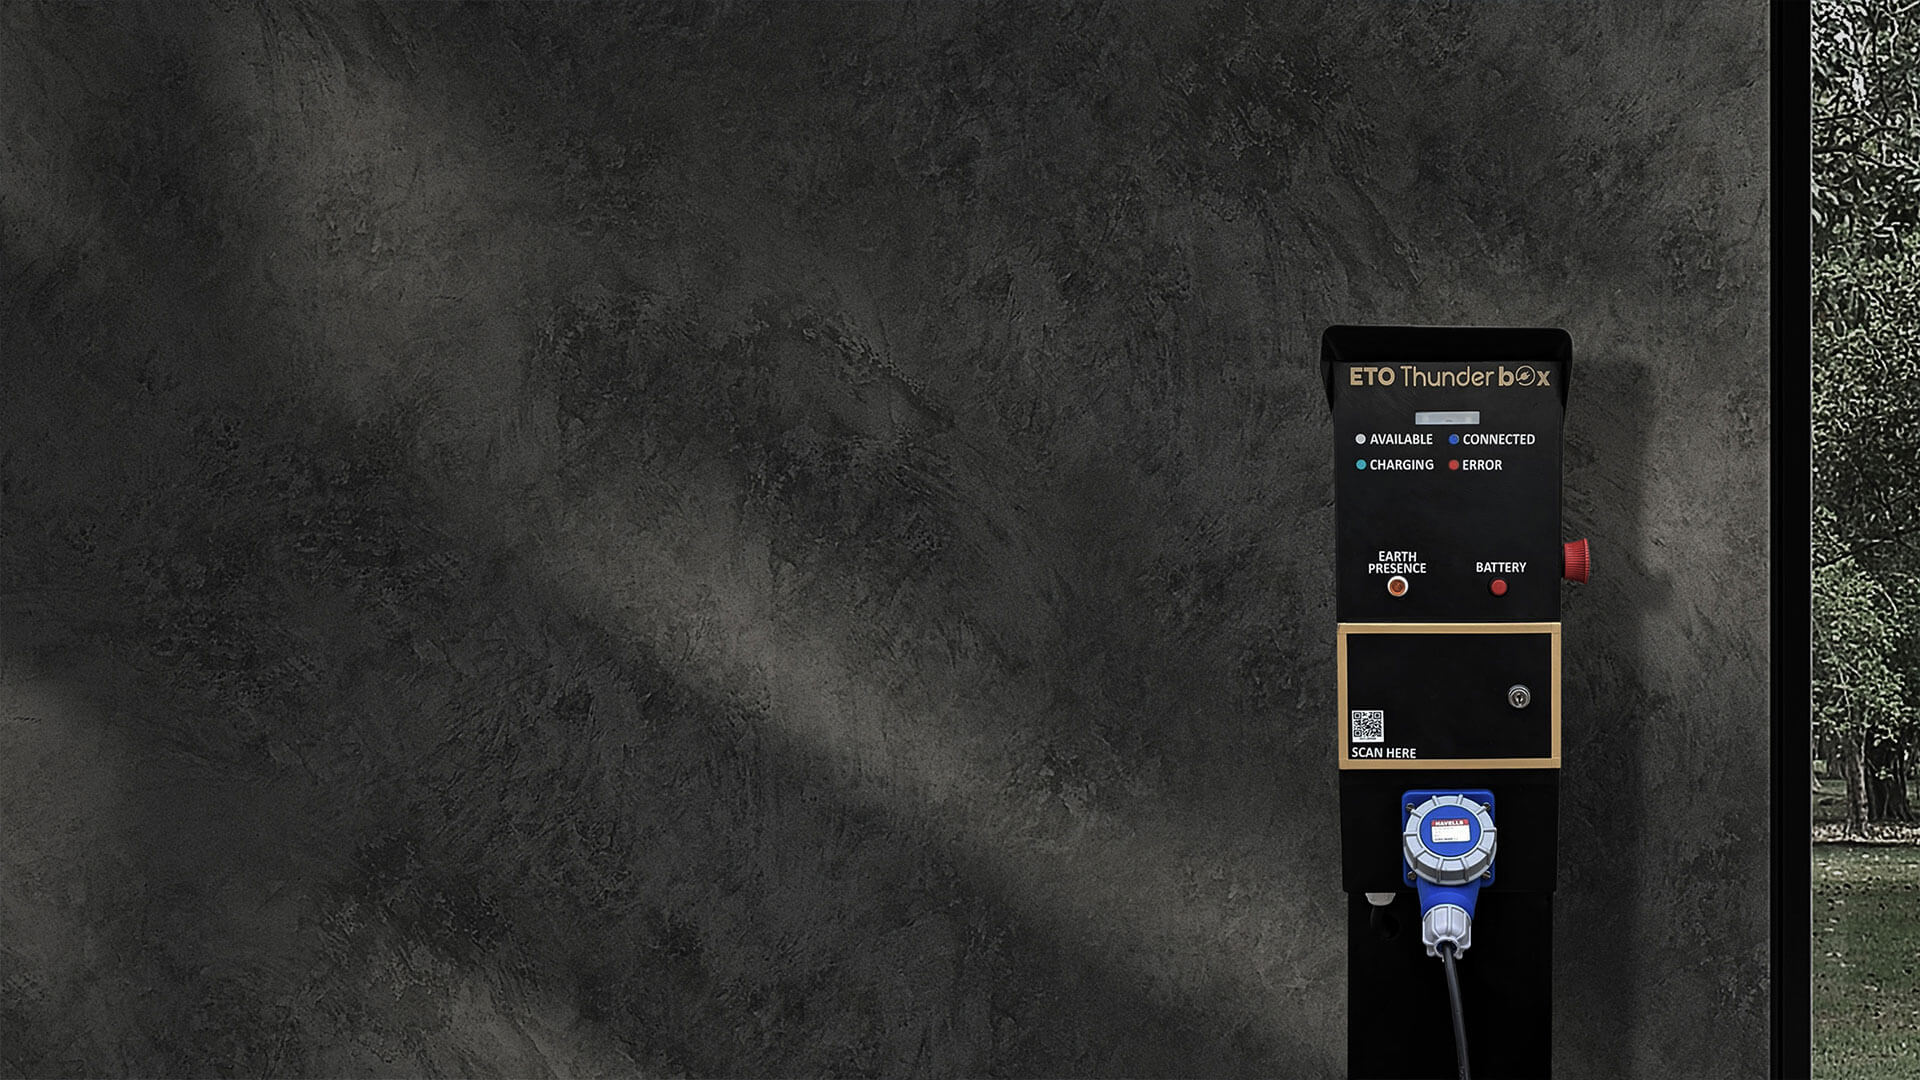 ETO Thunder box
AVAILABLE CONNECTED
CHARGING ERROR
EARTH
PRESENCE
BATTERY
SCAN HERE
HAVELLS